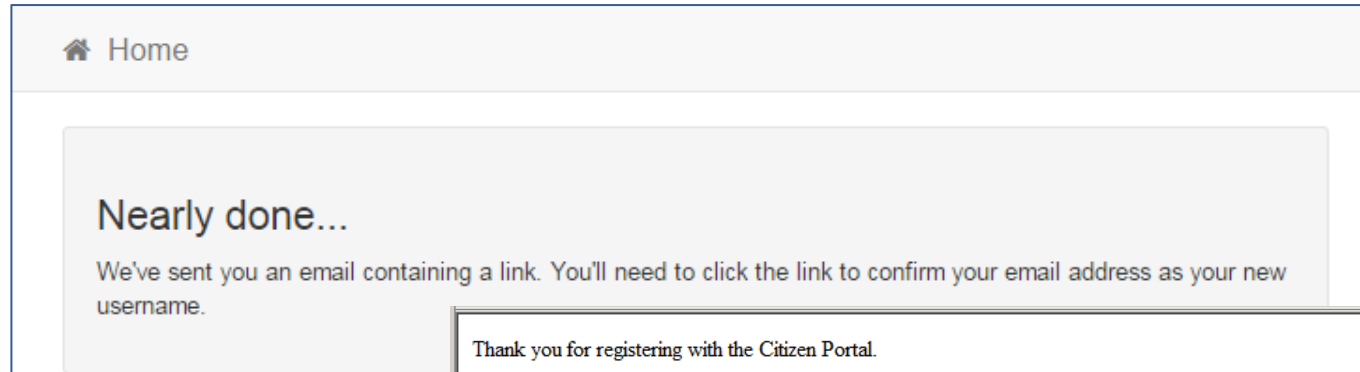 Home
Nearly done...
We've sent you an email containing a link. You'll need to click the link to confirm your email address as your new
username.
Thank you for registering with the Citizen Portal.